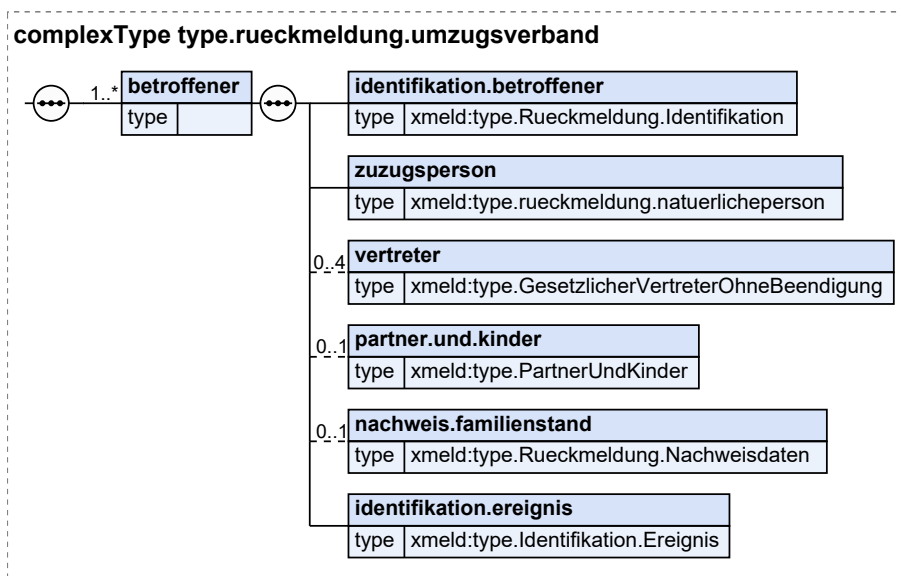 complexType type.rueckmeldung.umzugsverband
1..* betroffener
type
identifikation.betroffener
type xmeld:type.Rueckmeldung.Identifikation
zuzugsperson
type xmeld:type.rueckmeldung.natuerlicheperson
0..4 vertreter
type xmeld:type.GesetzlicherVertreterOhneBeendigung
0..1 partner.und.kinder
type xmeld:type.PartnerUndKinder
0..1 nachweis.familienstand
type xmeld:type.Rueckmeldung.Nachweisdaten
identifikation.ereignis
type xmeld:type.Identifikation.Ereignis